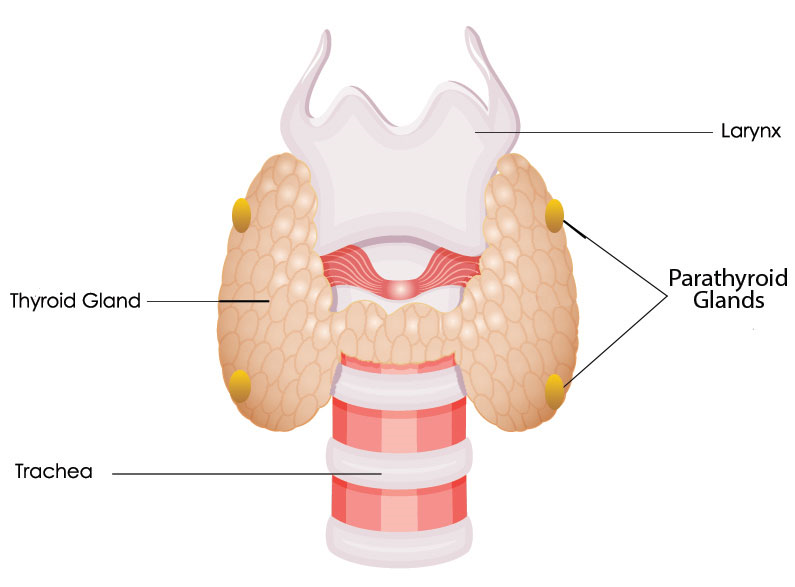 Larynx
Parathyroid
Glands
Thyroid Gland
Trachea